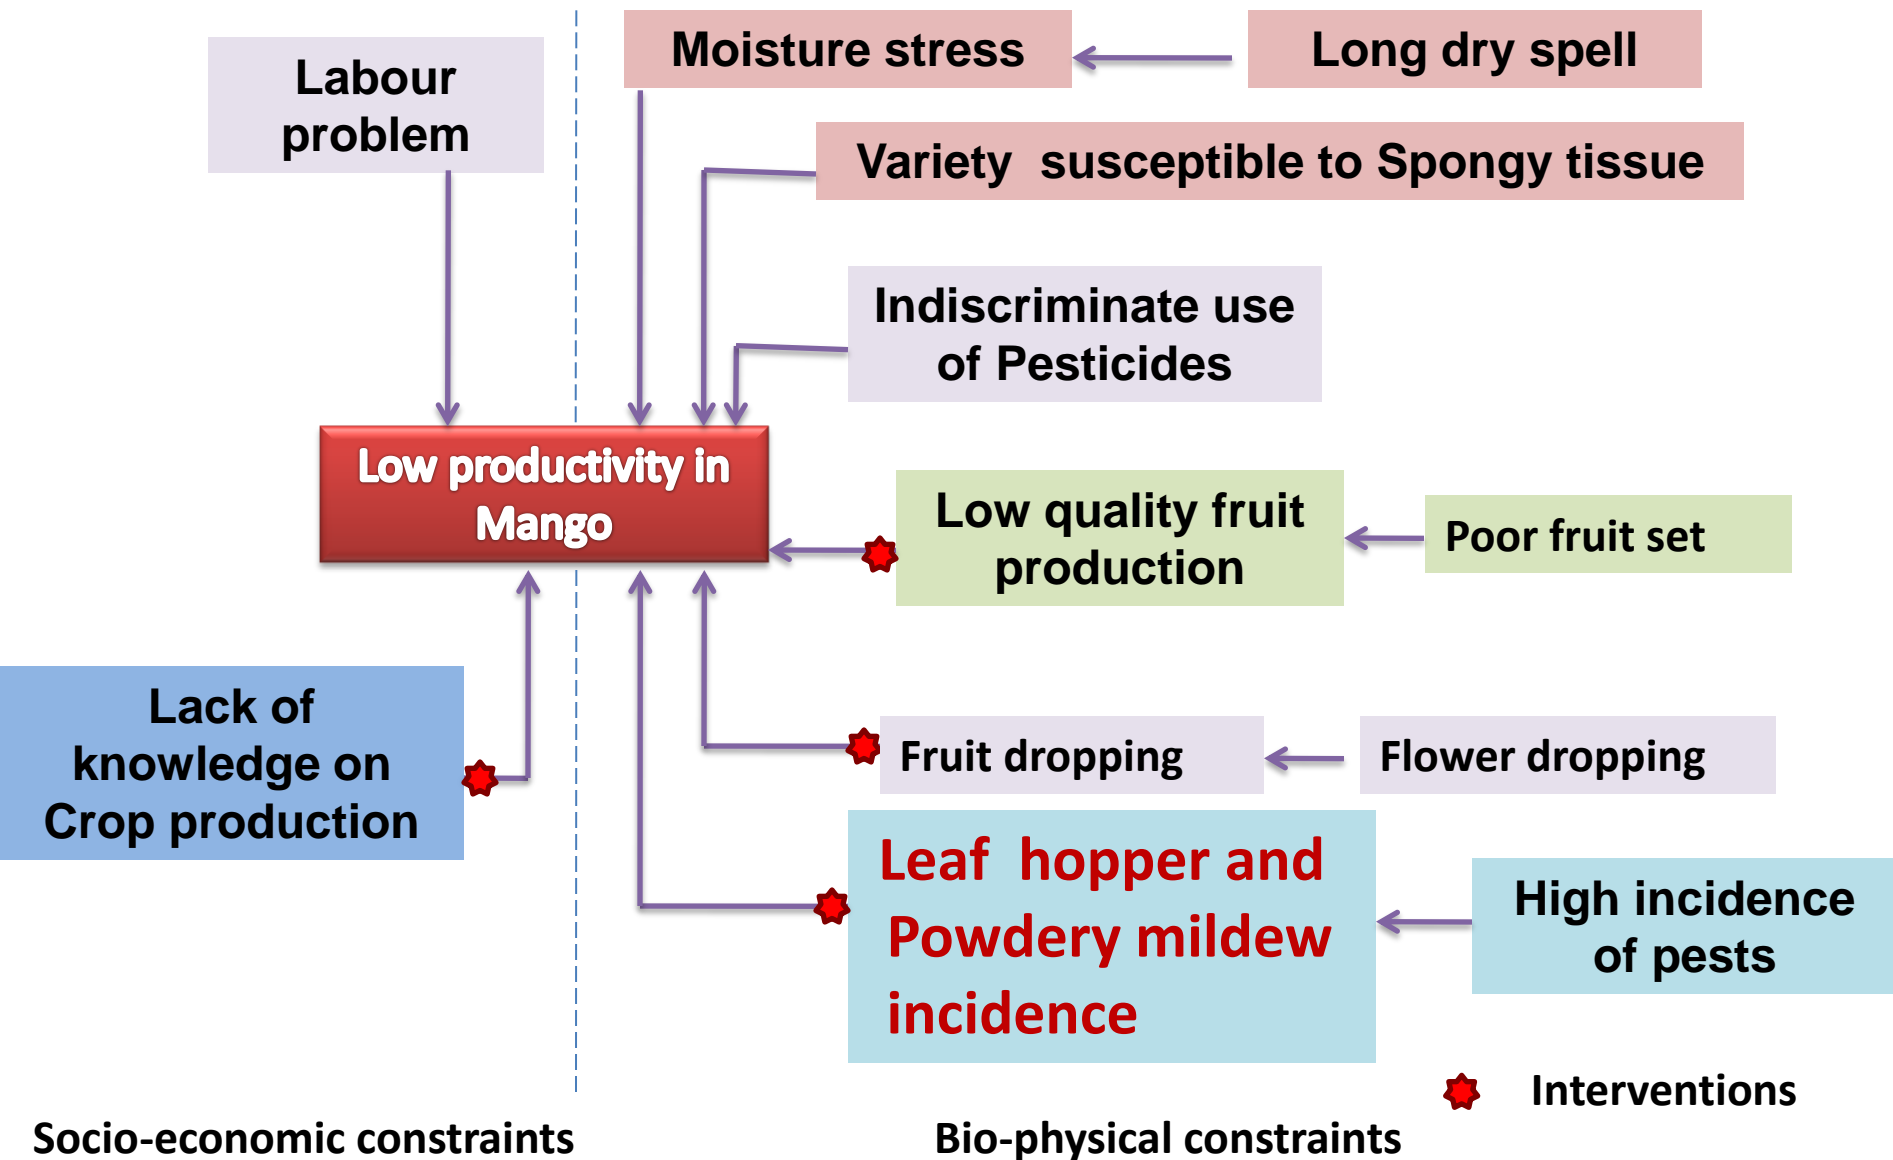 Labour
problem
Moisture stress
Long dry spell
Variety  susceptible to Spongy tissue
Indiscriminate use
of Pesticides
Low productivity in
Mango
Low quality fruit
production
Poor fruit set
Lack of
knowledge on
Crop production
Fruit dropping
Flower dropping
Leaf  hopper and
Powdery mildew
incidence
High incidence
of pests
Interventions
Socio-economic constraints
Bio-physical constraints